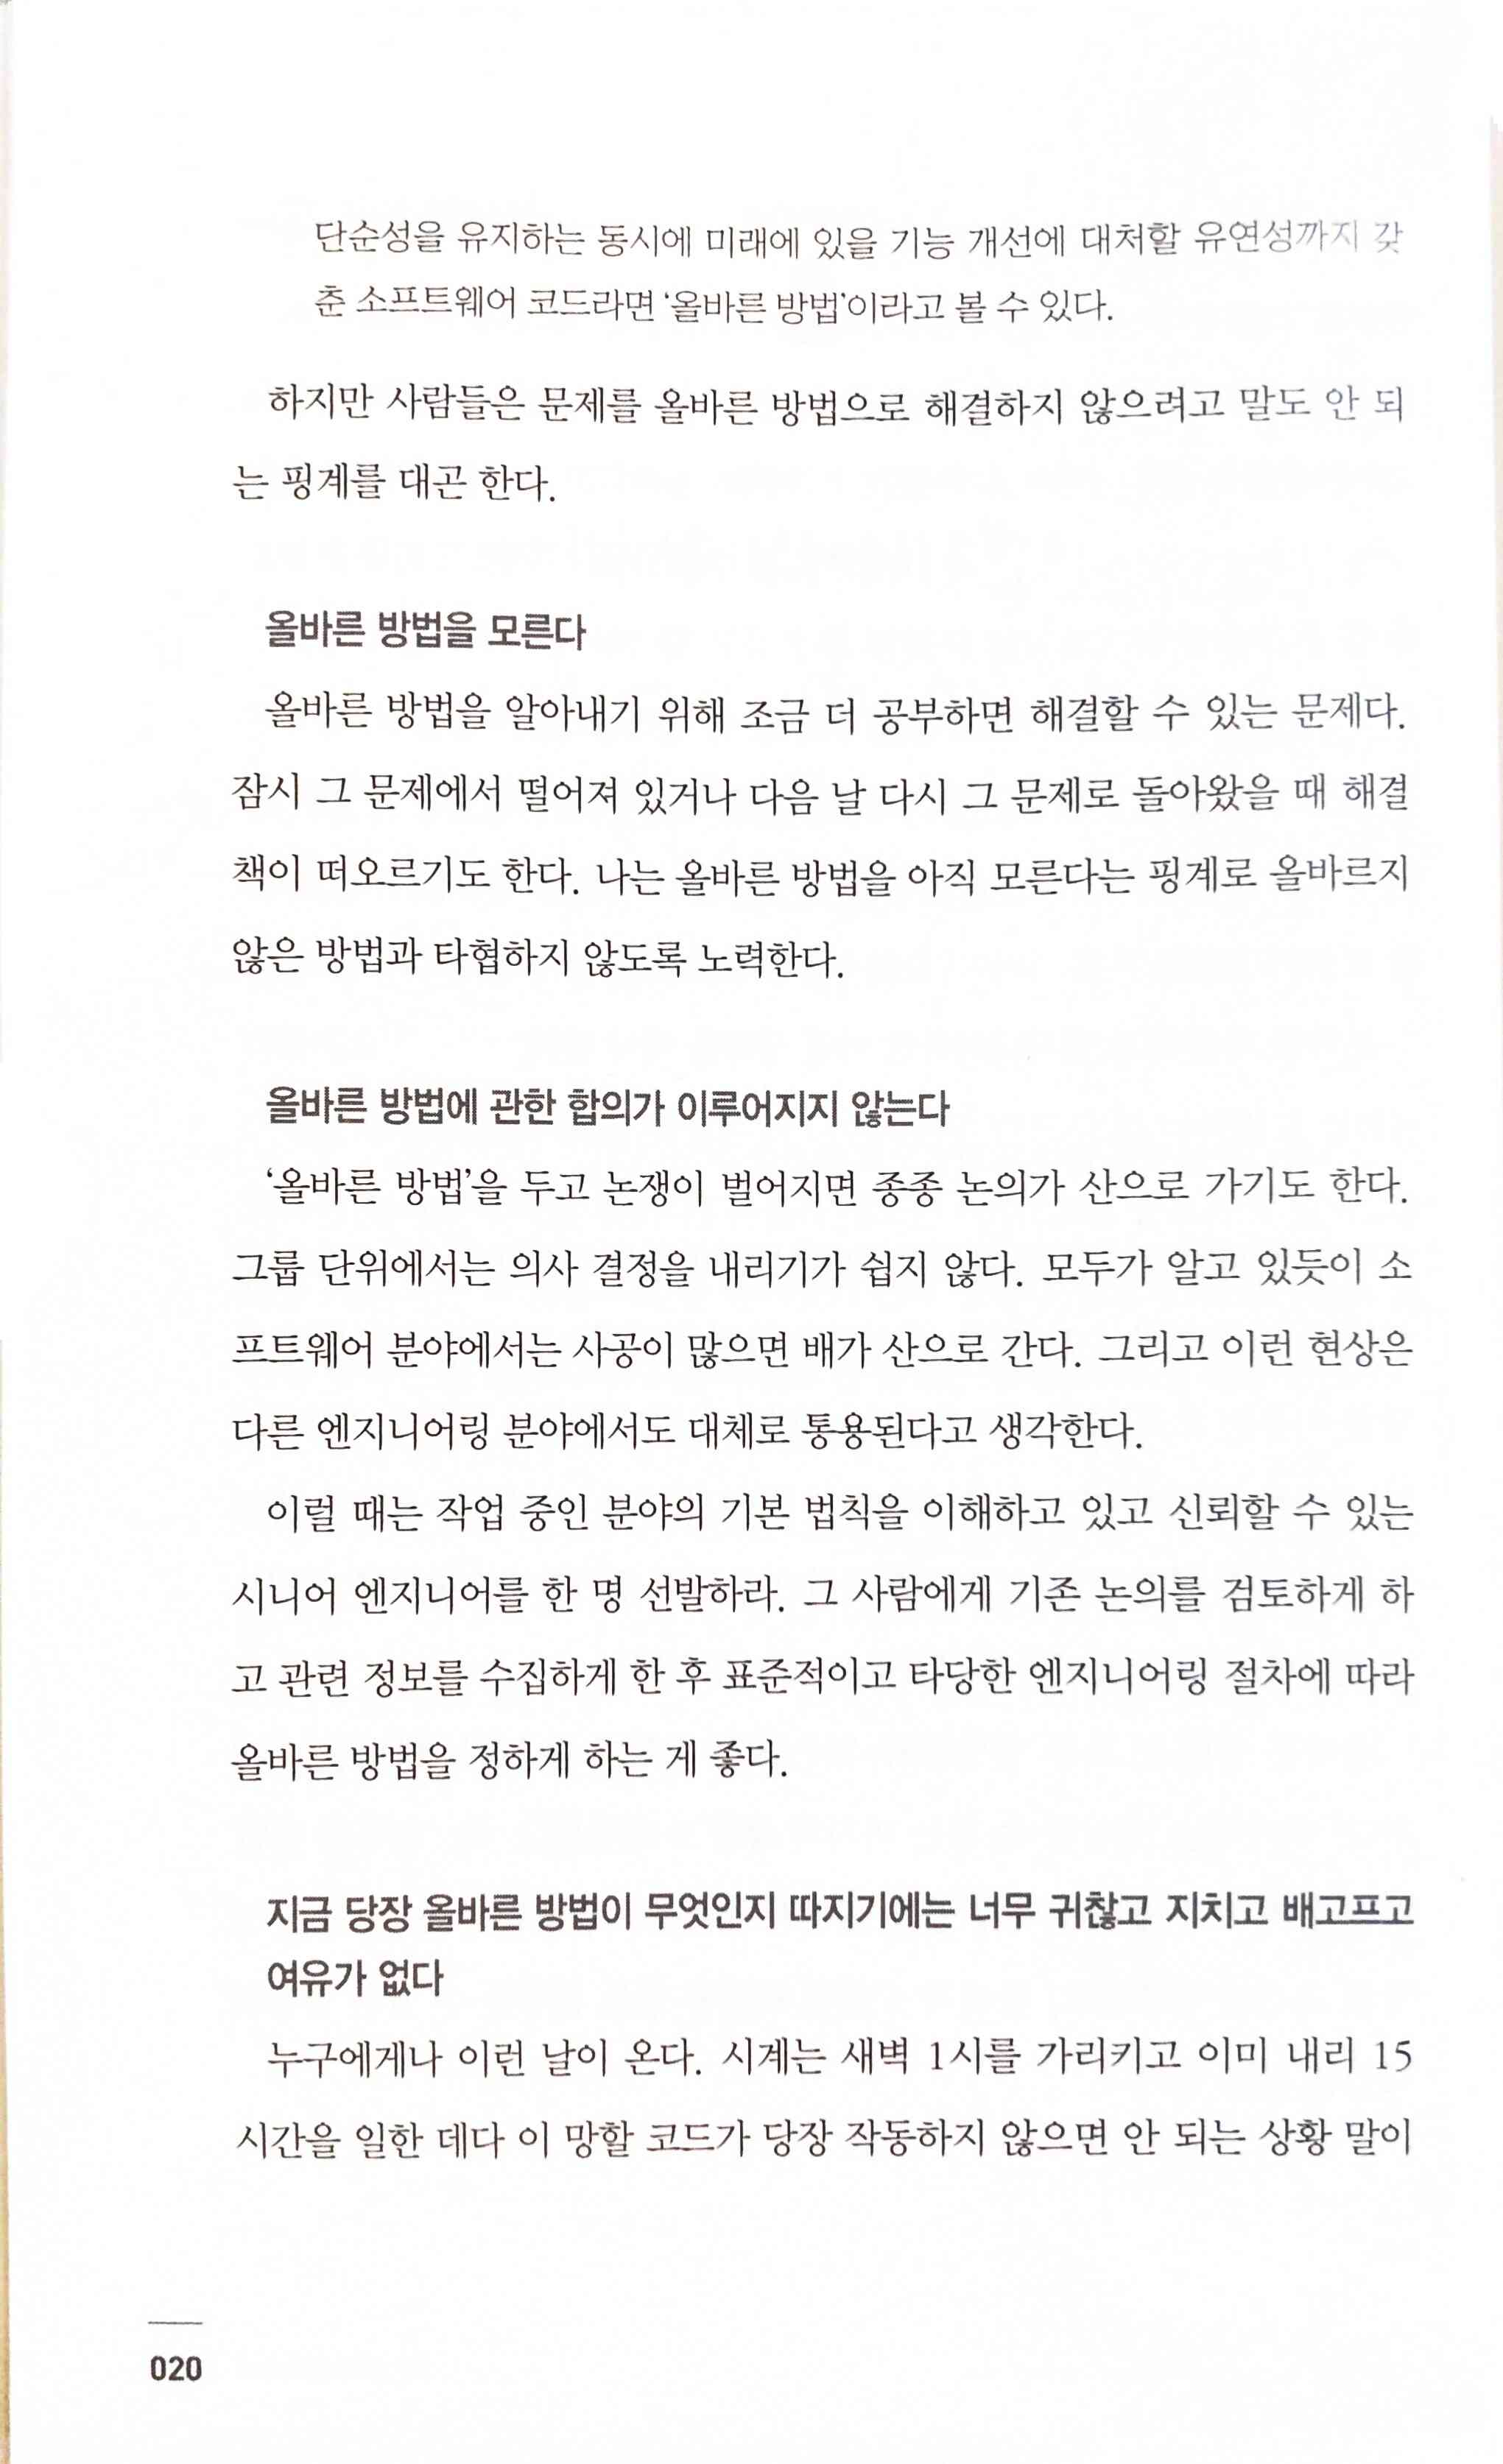 단순성을 유지하는 동시에 미래에 있을 기능 개선에 대처할 유연성까지 갖
춘 소프트웨어 코드라면 ‘올바른 방법’이라고 볼 수 있다.
하지만 사람들은 문제를 올바른 방법으로 해결하지 않으려고 말도 안 되
는 핑계를 대곤 한다.
올바른 방법을 모른다
올바른 방법을 알아내기 위해 조금 더 공부하면 해결할 수 있는 문제다.
잠시 그 문제에서 떨어져 있거나 다음 날 다시 그 문제로 돌아왔을 때 해결
책이 떠오르기도 한다. 나는 올바른 방법을 아직 모른다는 핑계로 올바르지
않은 방법과 타협하지 않도록 노력한다.
올바른 방법에 관한 합의가 이루어지지 않는다
‘올바른 방법’을 두고 논쟁이 벌어지면 종종 논의가 산으로 가기도 한다.
그룹 단위에서는 의사 결정을 내리기가 쉽지 않다. 모두가 알고 있듯이 소
프트웨어 분야에서는 사공이 많으면 배가 산으로 간다. 그리고 이런 현상은
다른 엔지니어링 분야에서도 대체로 통용된다고 생각한다.
이럴 때는 작업 중인 분야의 기본 법칙을 이해하고 있고 신뢰할 수 있는
시니어 엔지니어를 한 명 선발하라. 그 사람에게 기존 논의를 검토하게 하
고 관련 정보를 수집하게 한 후 표준적이고 타당한 엔지니어링 절차에 따라
올바른 방법을 정하게 하는 게 좋다.
지금 당장 올바른 방법이 무엇인지 따지기에는 너무 귀찮고 지치고 배고프고
여유가 없다
누구에게나 이런 날이 온다. 시계는 새벽 1시를 가리키고 이미 내리 15
시간을 일한 데다 이 망할 코드가 당장 작동하지 않으면 안 되는 상황 말이
020